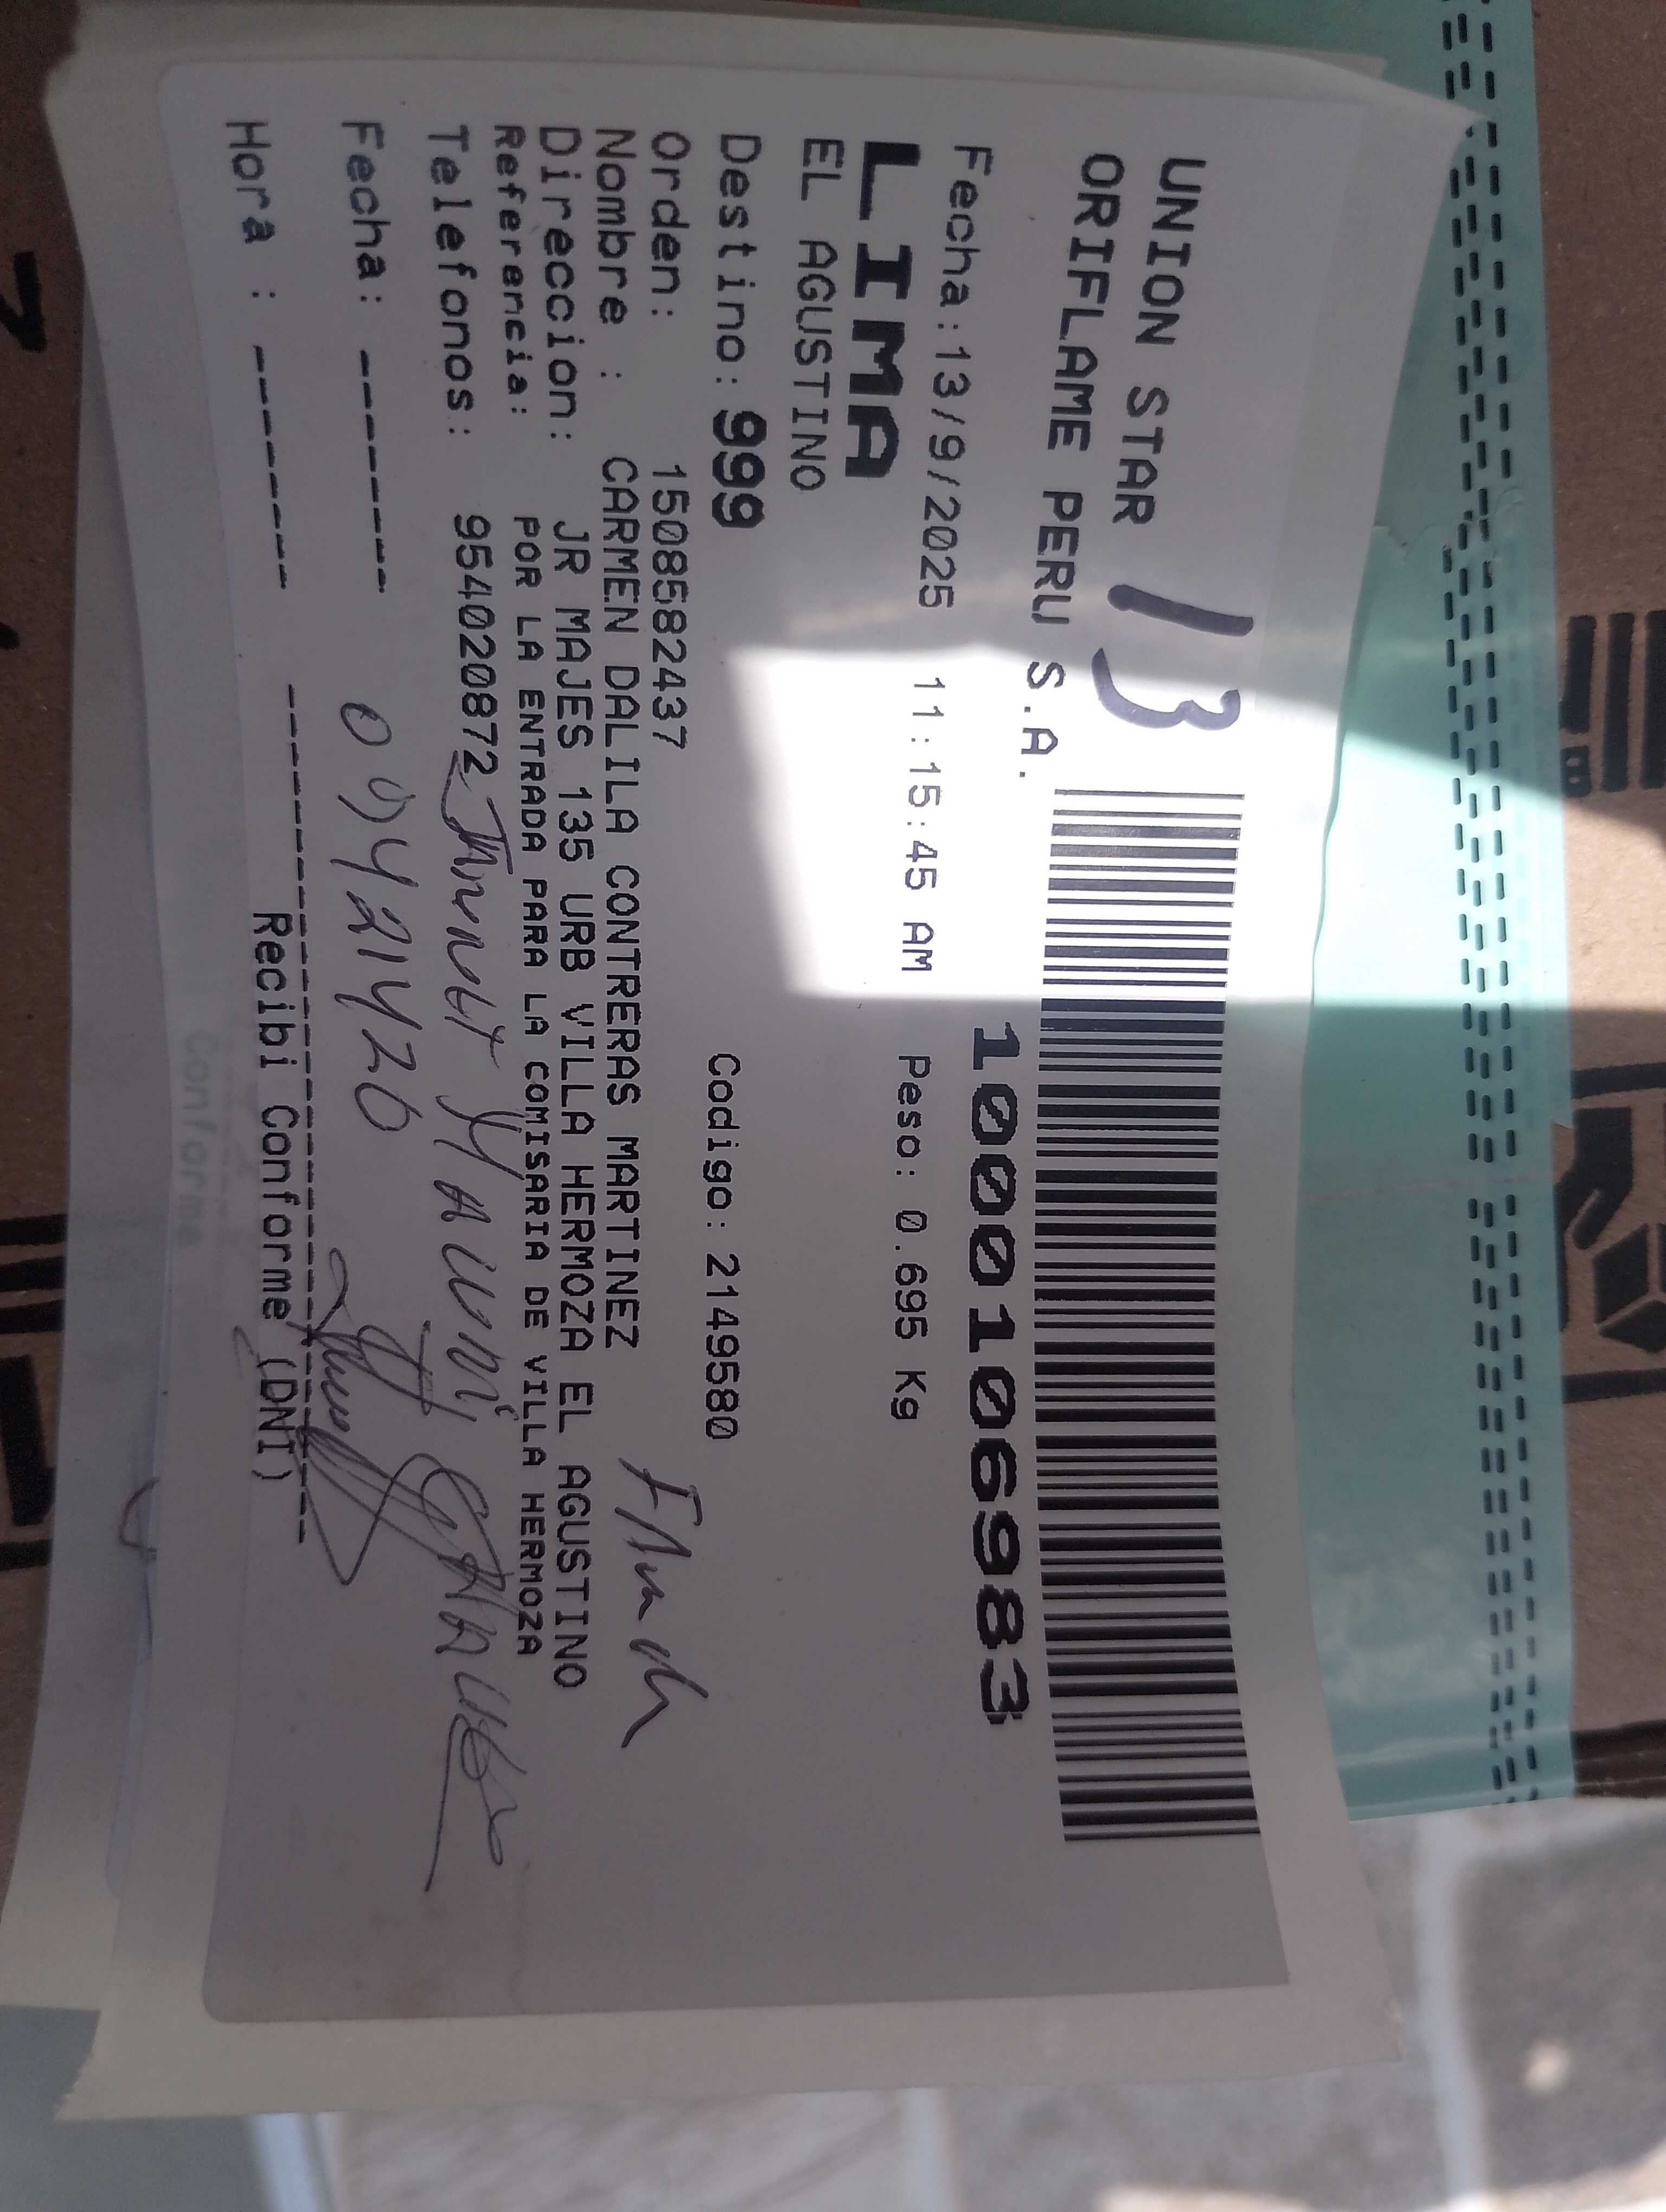 UNION STAR 13
ORIFLAME PERU S.A.
1000106983
Fecha:13/9/2025 11:15:45 AM Peso: 0.695 Kg
LIMA
EL AGUSTINO
Destino: 999 Codigo: 2149580
Orden: 1508582437
Nombre : CARMEN DALILA CONTRERAS MARTINEZ
Direccion: JR MAJES 135 URB VILLA HERMOZA EL AGUSTINO
Referencia: POR LA ENTRADA PARA LA COMISARIA DE VILLA HERMOZA
Telefonos: 954020872
Fecha: -------
Hora : -------
Recibi Conforme (DNI)
Conforme